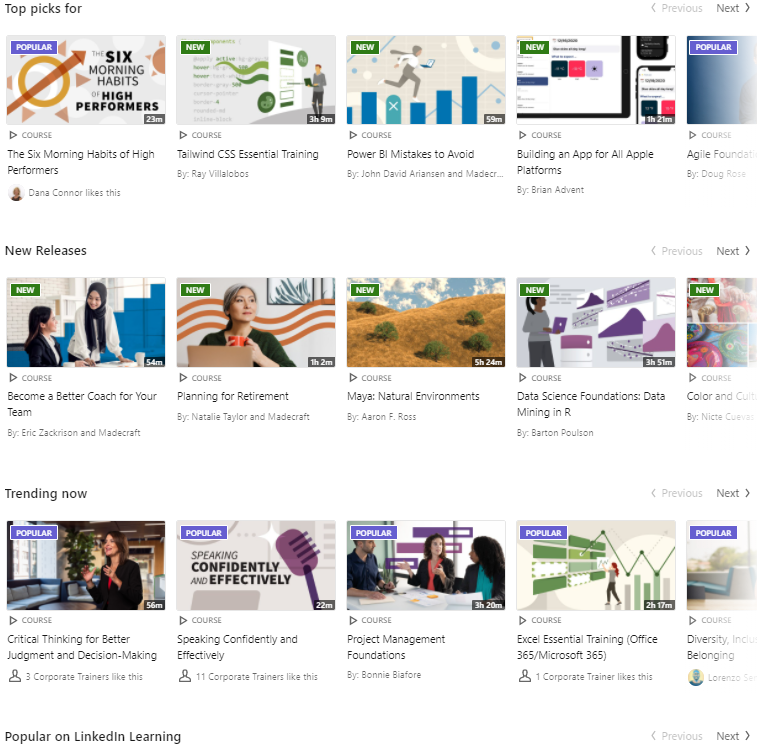 Top picks for
Previous Next
POPULAR
THE SIX
MORNING
HABITS
OF HIGH
PERFORMERS
23m
COURSE
The Six Morning Habits of High
Performers
Dana Connor likes this
NEW
3h 9m
COURSE
Tailwind CSS Essential Training
By: Ray Villalobos
NEW
59m
COURSE
Power BI Mistakes to Avoid
By: John David Ariansen and Madecr...
NEW
1h 21m
COURSE
Building an App for All Apple
Platforms
By: Brian Advent
POPULAR
COURSE
Agile Foundati
By: Doug Rose
New Releases
Previous Next
NEW
54m
COURSE
Become a Better Coach for Your
Team
By: Eric Zackrison and Madecraft
NEW
1h 2m
COURSE
Planning for Retirement
By: Natalie Taylor and Madecraft
NEW
5h 24m
COURSE
Maya: Natural Environments
By: Aaron F. Ross
NEW
3h 51m
COURSE
Data Science Foundations: Data
Mining in R
By: Barton Poulson
NEW
COURSE
Color and Cultu
By: Nicte Cuevas
Trending now
Previous Next
POPULAR
56m
COURSE
Critical Thinking for Better
Judgment and Decision-Making
3 Corporate Trainers like this
POPULAR
SPEAKING
CONFIDENTLY
AND EFFECTIVELY
22m
COURSE
Speaking Confidently and
Effectively
11 Corporate Trainers like this
POPULAR
3h 20m
COURSE
Project Management
Foundations
By: Bonnie Biafore
POPULAR
2h 17m
COURSE
Excel Essential Training (Office
365/Microsoft 365)
1 Corporate Trainer likes this
POPULAR
COURSE
Diversity, Inclus
Belonging
Lorenzo Ser
Popular on LinkedIn Learning
Previous Next